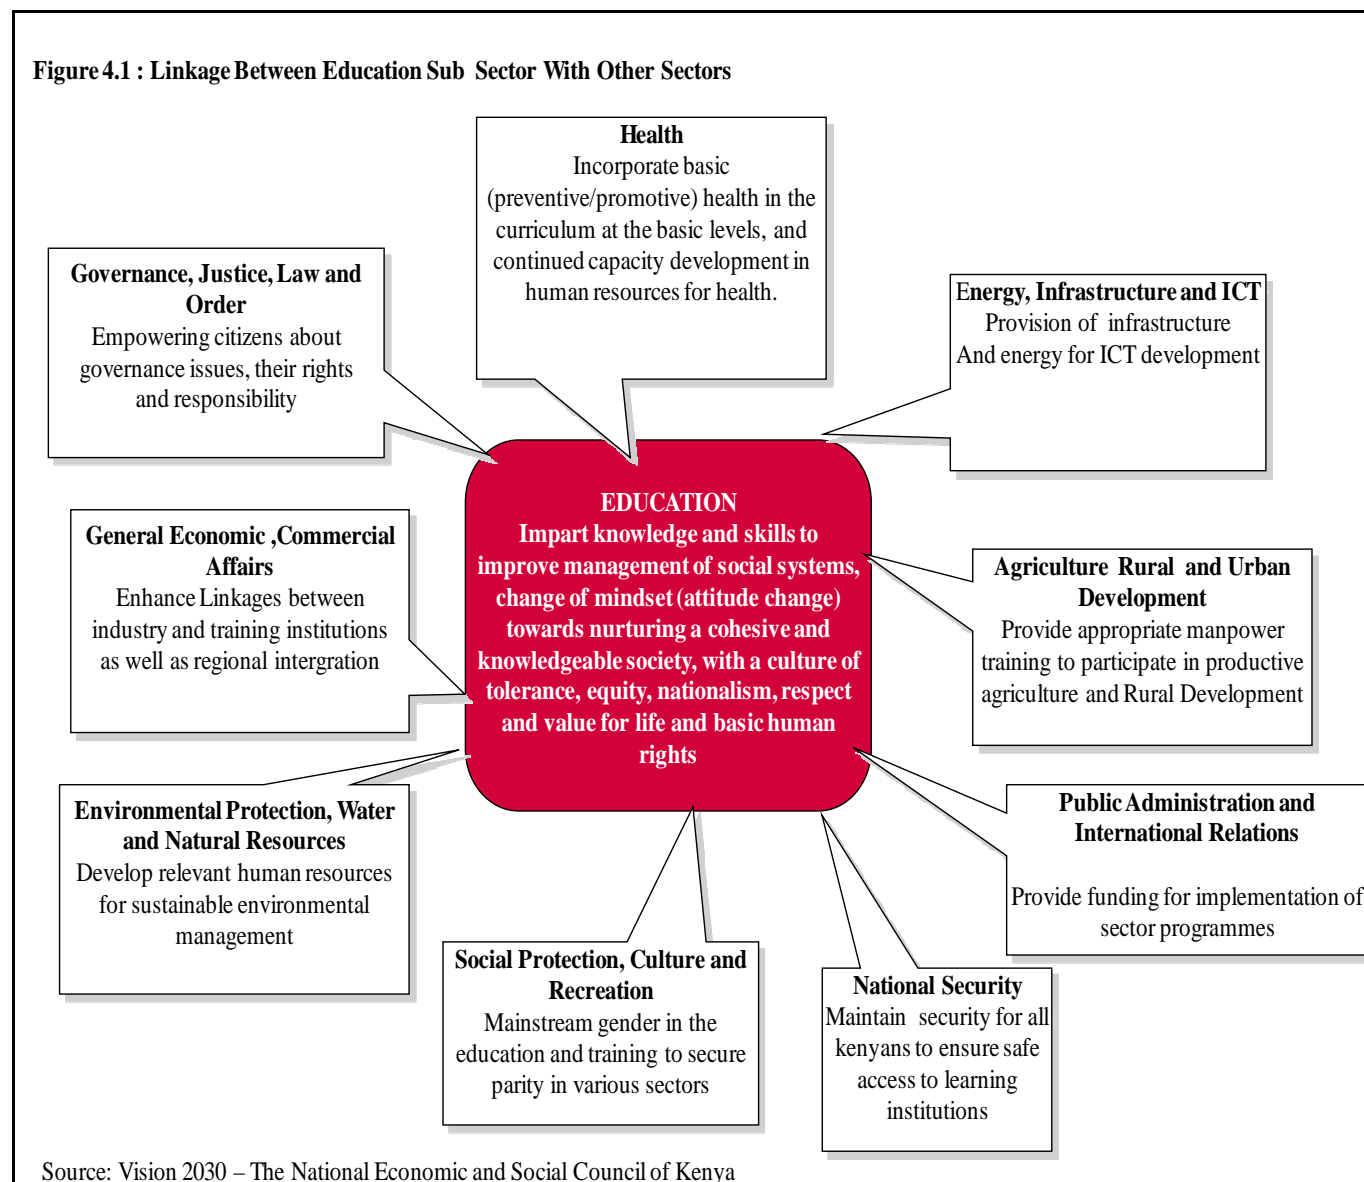 Figure 4.1 : Linkage Between Education Sub Sector With Other Sectors
Health
Incorporate basic
(preventive/promotive) health in the
curriculum at the basic levels, and
continued capacity development in
human resources for health.
Governance, Justice, Law and
Order
Empowering citizens about
governance issues, their rights
and responsibility
Energy, Infrastructure and ICT
Provision of infrastructure
And energy for ICT development
EDUCATION
Impart knowledge and skills to
improve management of social systems,
change of mindset (attitude change)
towards nurturing a cohesive and
knowledgeable society, with a culture of
tolerance, equity, nationalism, respect
and value for life and basic human
rights
General Economic ,Commercial
Affairs
Enhance Linkages between
industry and training institutions
as well as regional intergration
Agriculture Rural and Urban
Development
Provide appropriate manpower
training to participate in productive
agriculture and Rural Development
Environmental Protection, Water
and Natural Resources
Develop relevant human resources
for sustainable environmental
management
Public Administration and
International Relations
Provide funding for implementation of
sector programmes
Social Protection, Culture and
Recreation
Mainstream gender in the
education and training to secure
parity in various sectors
National Security
Maintain security for all
kenyans to ensure safe
access to learning
institutions
Source: Vision 2030 – The National Economic and Social Council of Kenya